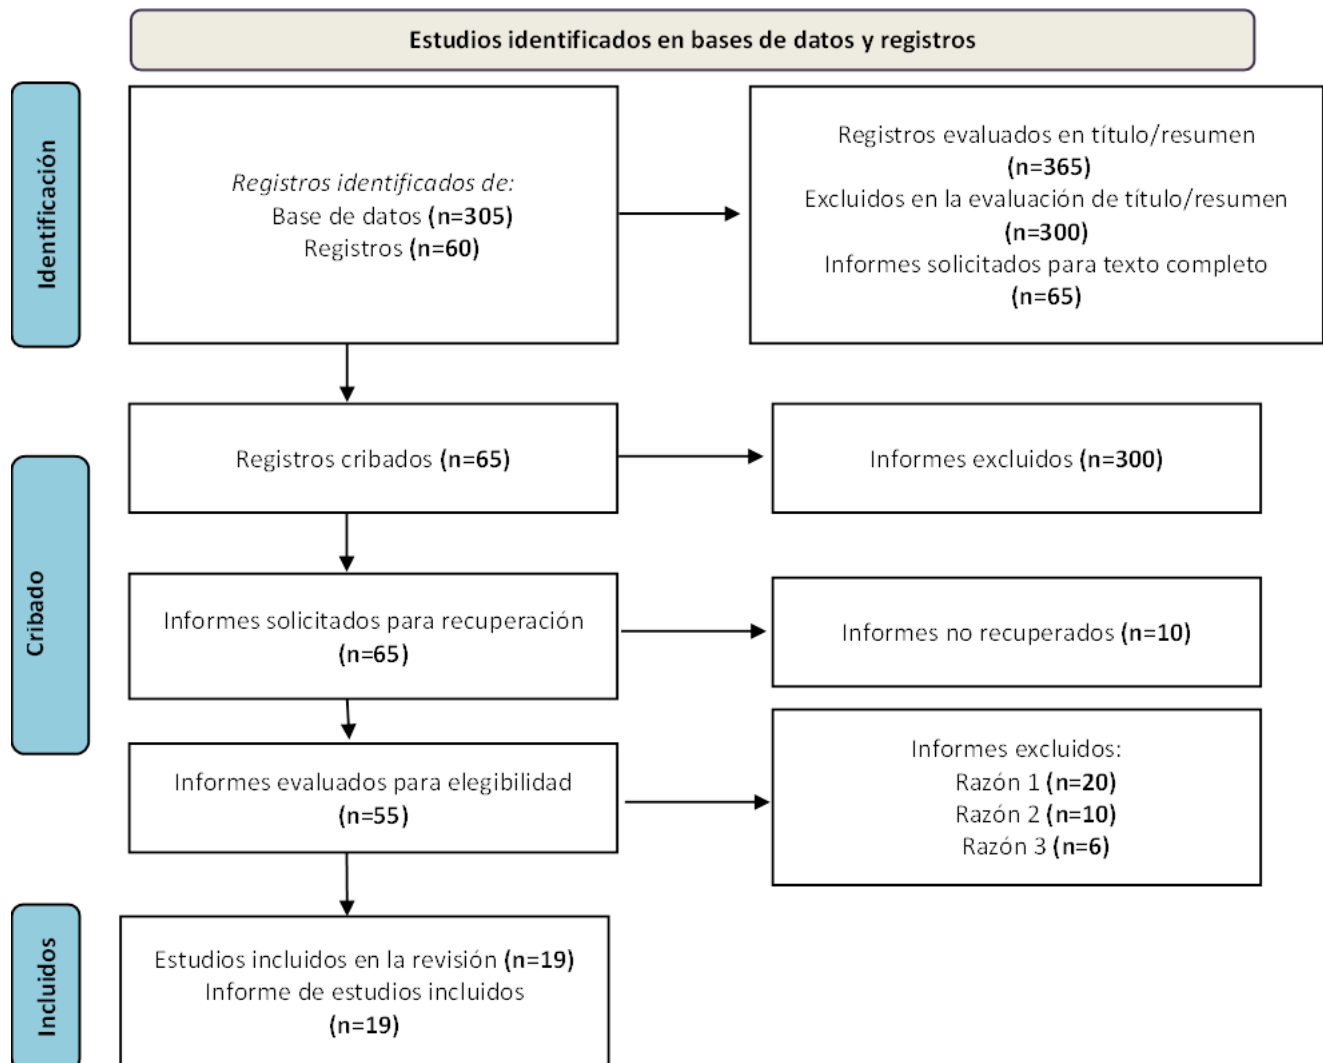 Estudios identificados en bases de datos y registros
Identificación
Registros identificados de:
Base de datos (n=305)
Registros (n=60)
Registros evaluados en título/resumen
(n=365)
Excluidos en la evaluación de título/resumen
(n=300)
Informes solicitados para texto completo
(n=65)
Cribado
Registros cribados (n=65)
Informes excluidos (n=300)
Informes solicitados para recuperación
(n=65)
Informes no recuperados (n=10)
Informes evaluados para elegibilidad
(n=55)
Informes excluidos:
Razón 1 (n=20)
Razón 2 (n=10)
Razón 3 (n=6)
Incluidos
Estudios incluidos en la revisión (n=19)
Informe de estudios incluidos
(n=19)